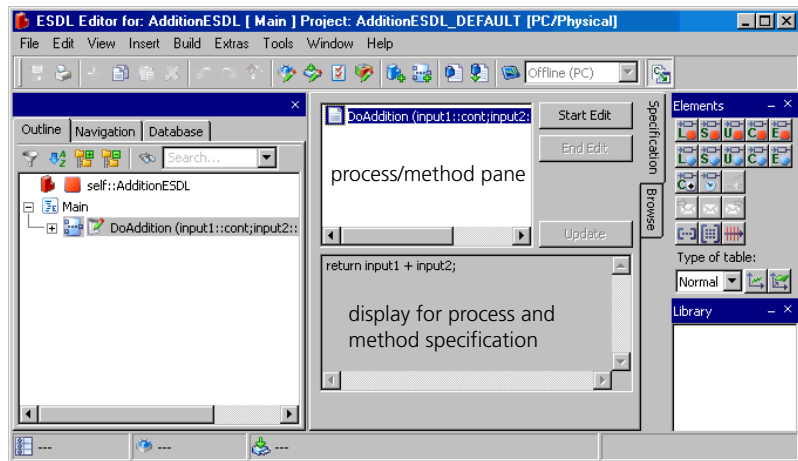 ESDL Editor for: AdditionESDL [ Main ] Project: AdditionESDL_DEFAULT [PC/Physical]
File Edit View Insert Build Extras Tools Window Help
Offline (PC)
Outline Navigation Database
Search...
self::AdditionESDL
Main
DoAddition (input1::cont;input2::
DoAddition (input1::cont;input2:
process/method pane
Start Edit
End Edit
Update
return input1 + input2;
display for process and
method specification
Specification
Browse
Elements
L S U C E
L S U C E
C
Type of table:
Normal
Library
--- --- ---